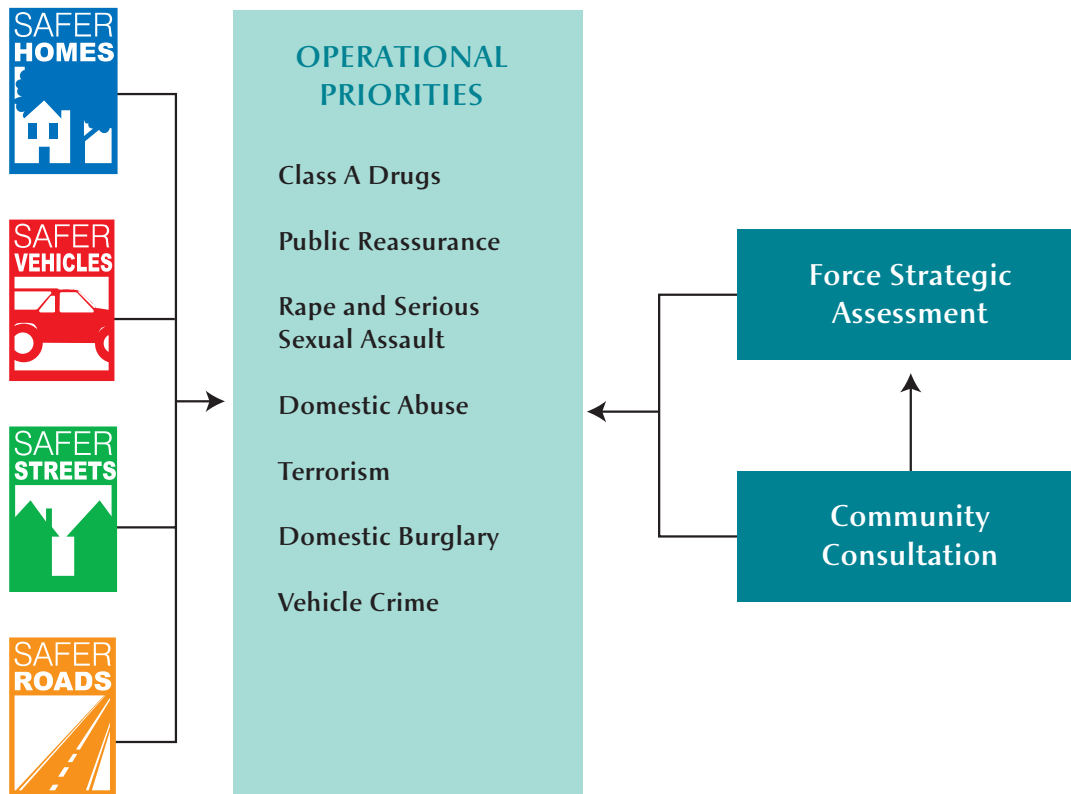 SAFER
HOMES
SAFER
VEHICLES
SAFER
STREETS
SAFER
ROADS
OPERATIONAL
PRIORITIES
Class A Drugs
Public Reassurance
Rape and Serious
Sexual Assault
Domestic Abuse
Terrorism
Domestic Burglary
Vehicle Crime
Force Strategic
Assessment
Community
Consultation